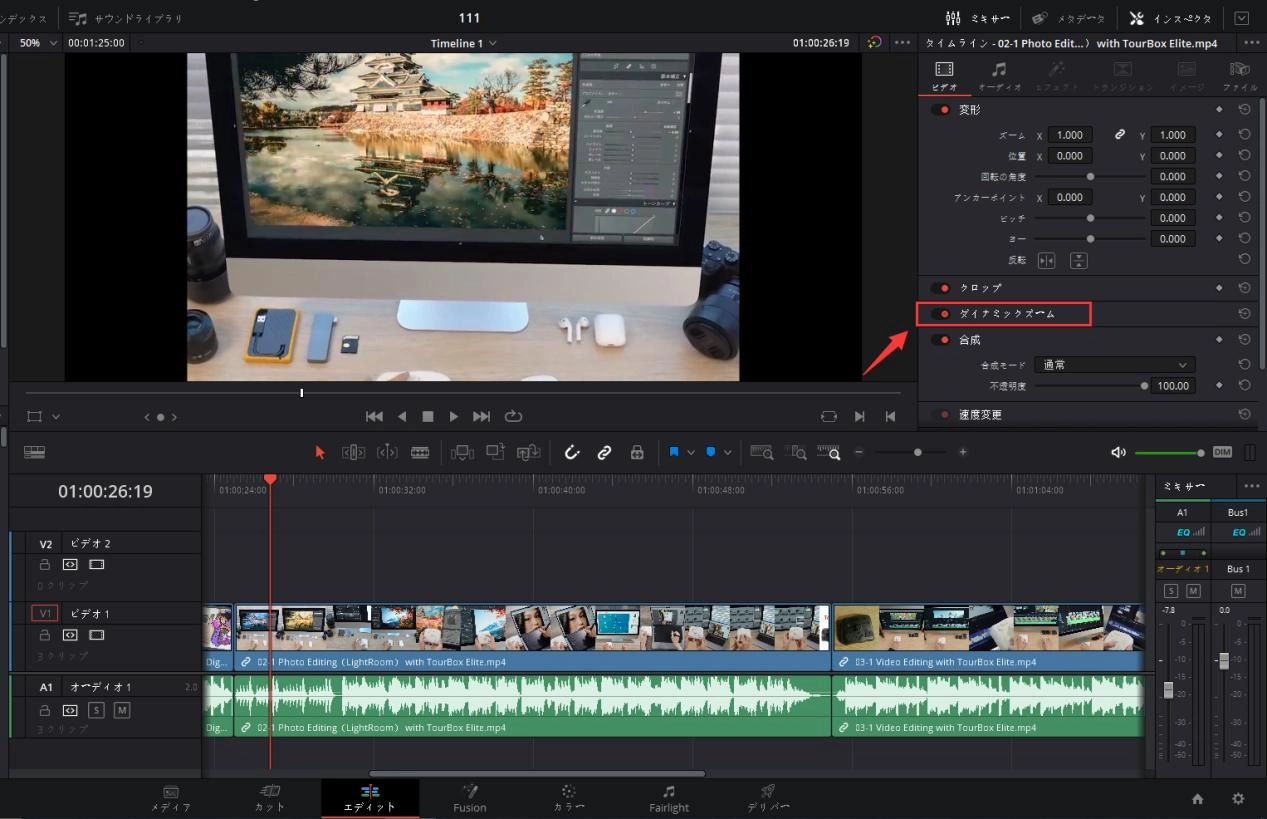 ンデックス サウンドライブラリ 111 ミキサー メタデータ インスペクタ
50% 00:01:25:00 Timeline 1 01:00:26:19 タイムライン - 02-1 Photo Edit...） with TourBox Elite.mp4
ビデオ オーディオ エフェクト トランジション イメージ ファイル
変形
ズーム X 1.000 Y 1.000
位置 X 0.000 Y 0.000
回転の角度 0.000
アンカーポイント X 0.000 Y 0.000
ピッチ 0.000
ヨー 0.000
反転
クロップ
ダイナミックズーム
合成
合成モード 通常
不透明度 100.00
速度変更
DIM
01:00:26:19 01:00:24:00 01:00:32:00 01:00:40:00 01:00:48:00 01:00:56:00 01:01:04:00 ミキサー
A1 Bus1
EQ EQ
V2 ビデオ 2
0 クリップ
オーディオ 1 Bus 1
S M M
V1 ビデオ 1
-7.8 0.0
3 クリップ
Dig... 02-1 Photo Editing（LightRoom） with TourBox Elite.mp4 03-1 Video Editing with TourBox Elite.mp4
A1 オーディオ 1 2.0
S M
3 クリップ
Dig... 02-1 Photo Editing（LightRoom） with TourBox Elite.mp4 03-1 Video Editing with TourBox Elite.mp4
0 -5 -10 -15 -20 -30 -40 -50
0 -5 -10 -15 -20 -30 -40 -50
メディア カット エディット Fusion カラー Fairlight デリバー